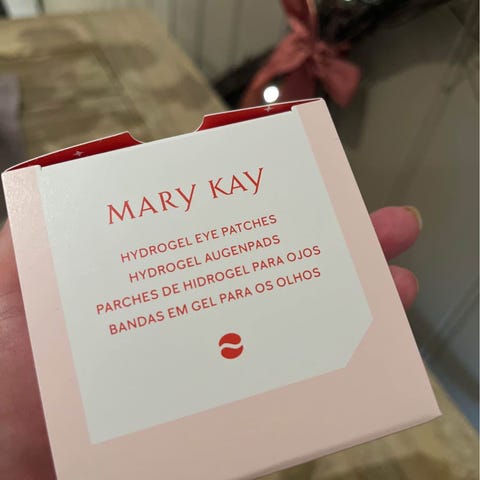 MARY KAY
HYDROGEL EYE PATCHES
HYDROGEL AUGENPADS
PARCHES DE HIDROGEL PARA OJOS
BANDAS EM GEL PARA OS OLHOS